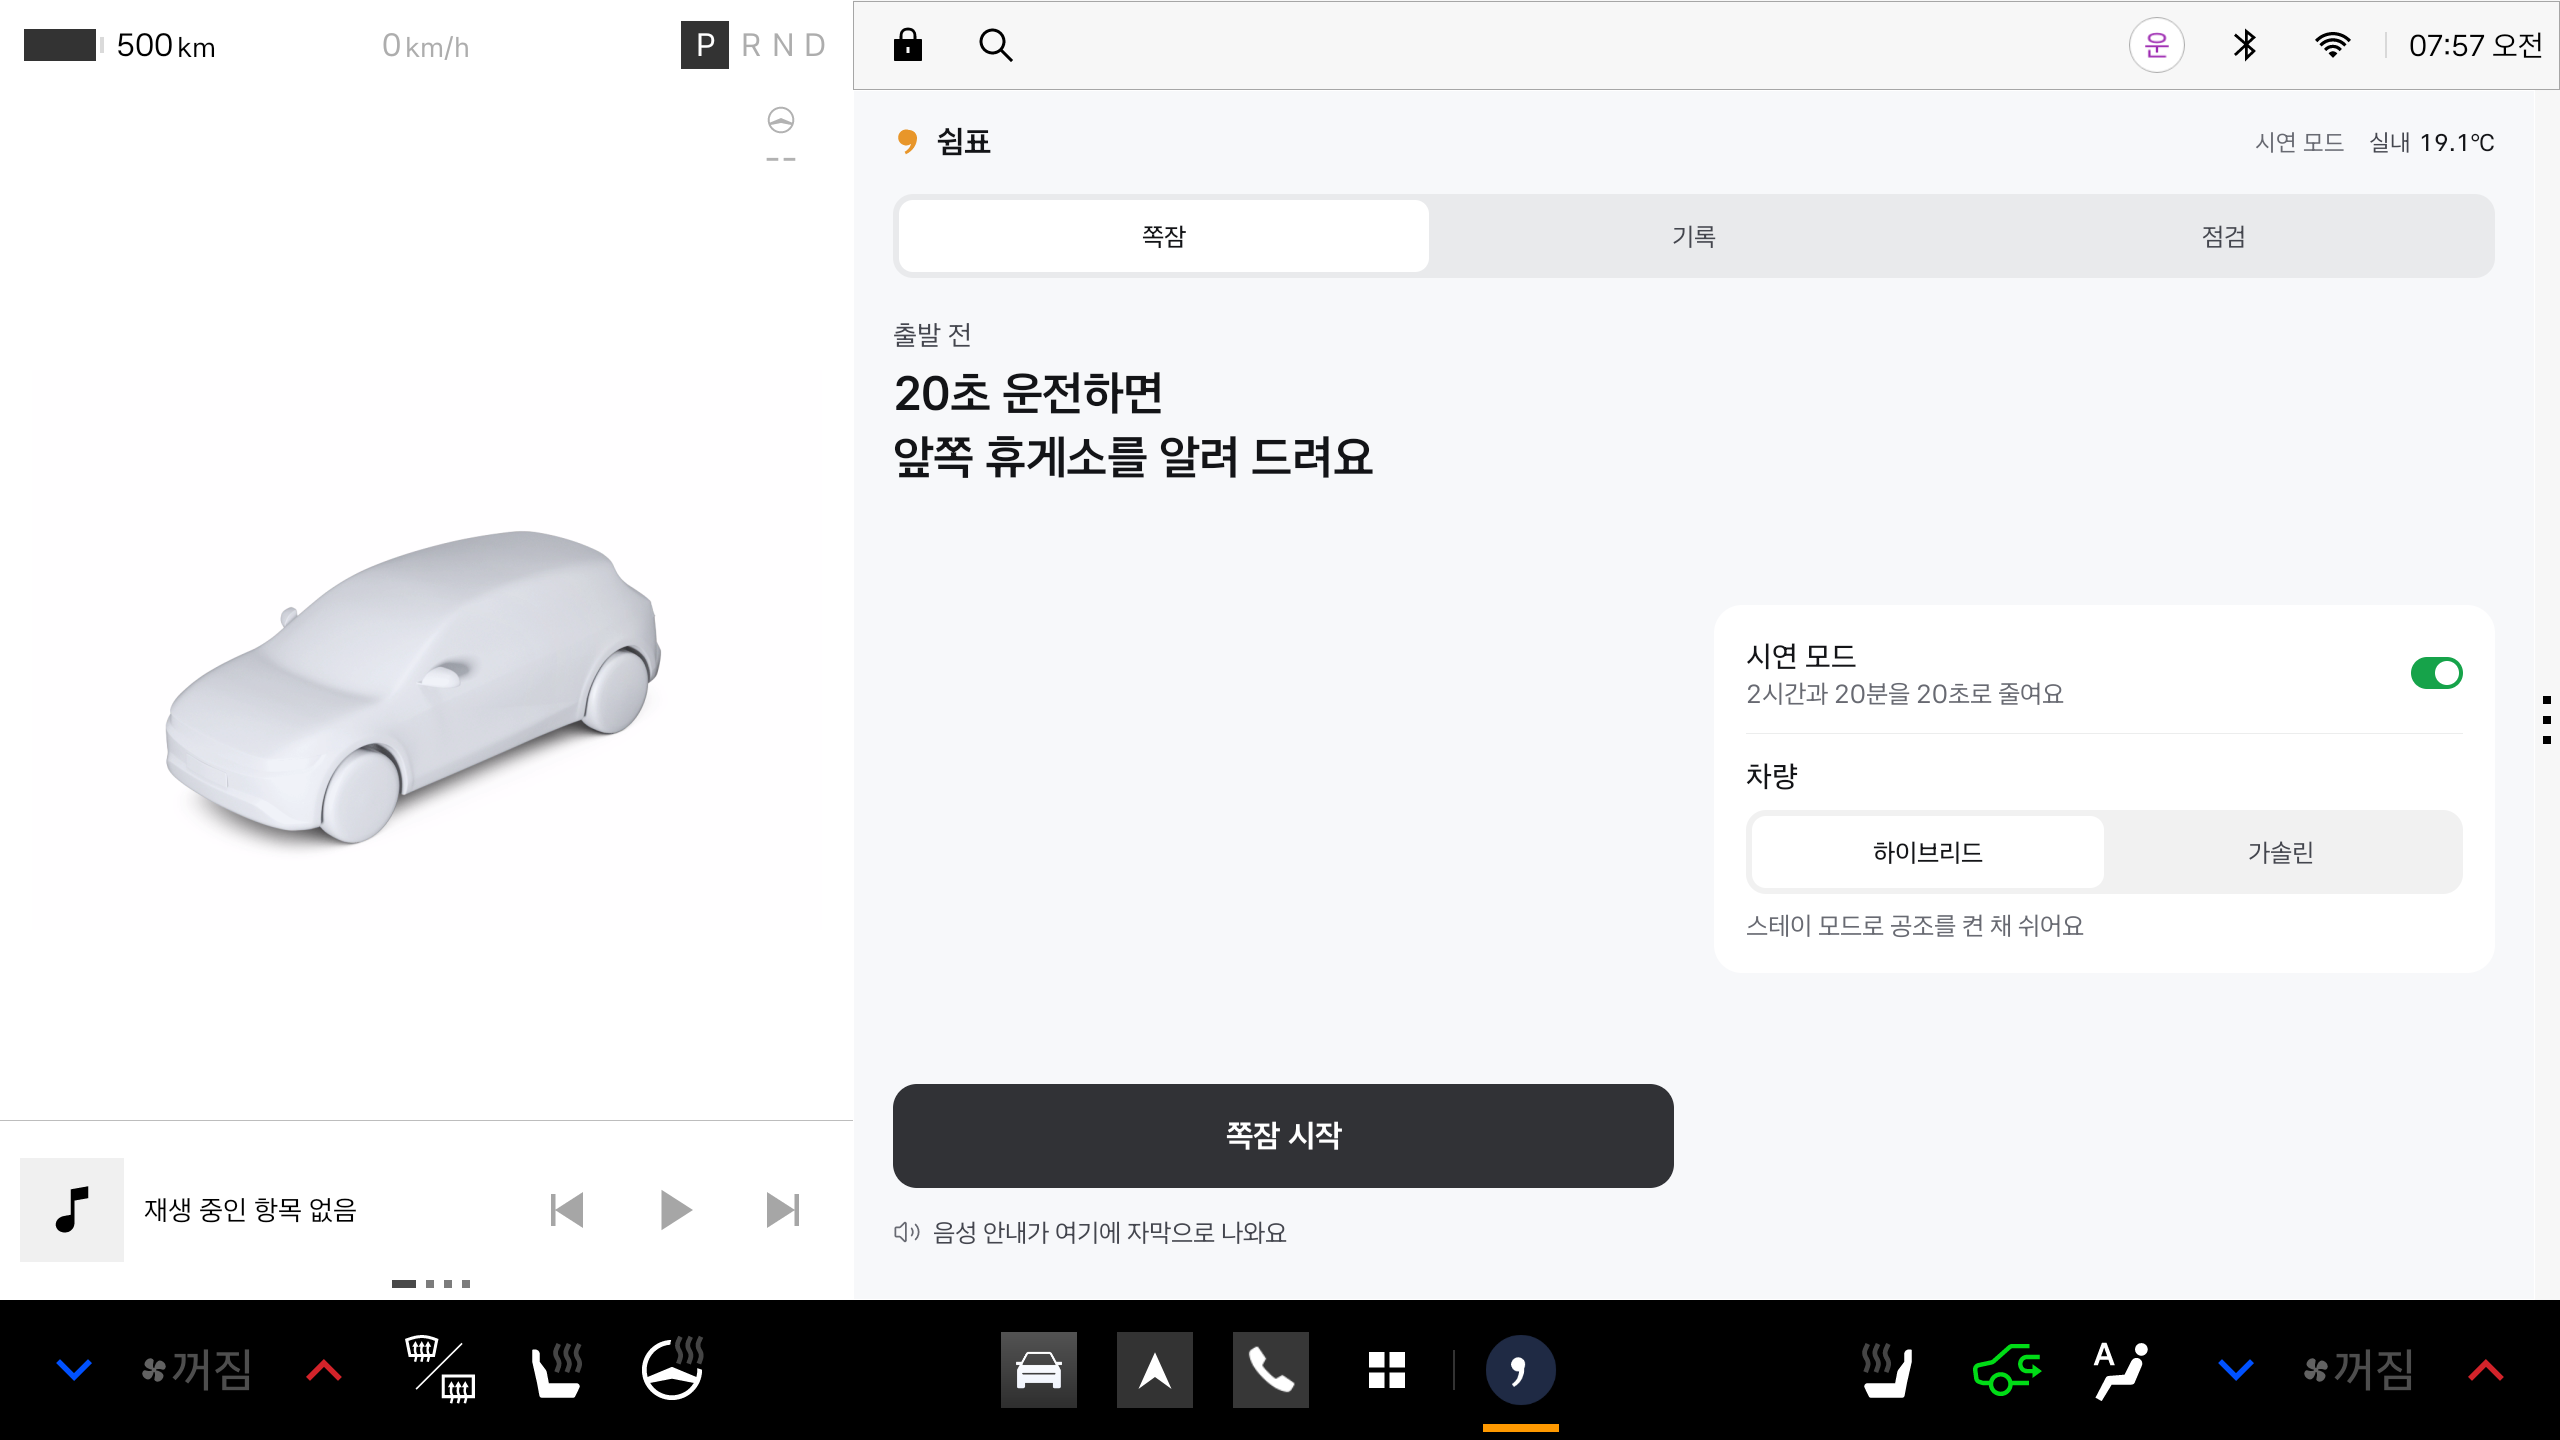 500km
0km/h
P R N D
운
07:57 오전
--
쉼표
시연 모드 실내 19.1°C
쪽잠
기록
점검
출발 전
20초 운전하면
앞쪽 휴게소를 알려 드려요
시연 모드
2시간과 20분을 20초로 줄여요
차량
하이브리드
가솔린
스테이 모드로 공조를 켠 채 쉬어요
쪽잠 시작
음성 안내가 여기에 자막으로 나와요
재생 중인 항목 없음
꺼짐
A
꺼짐